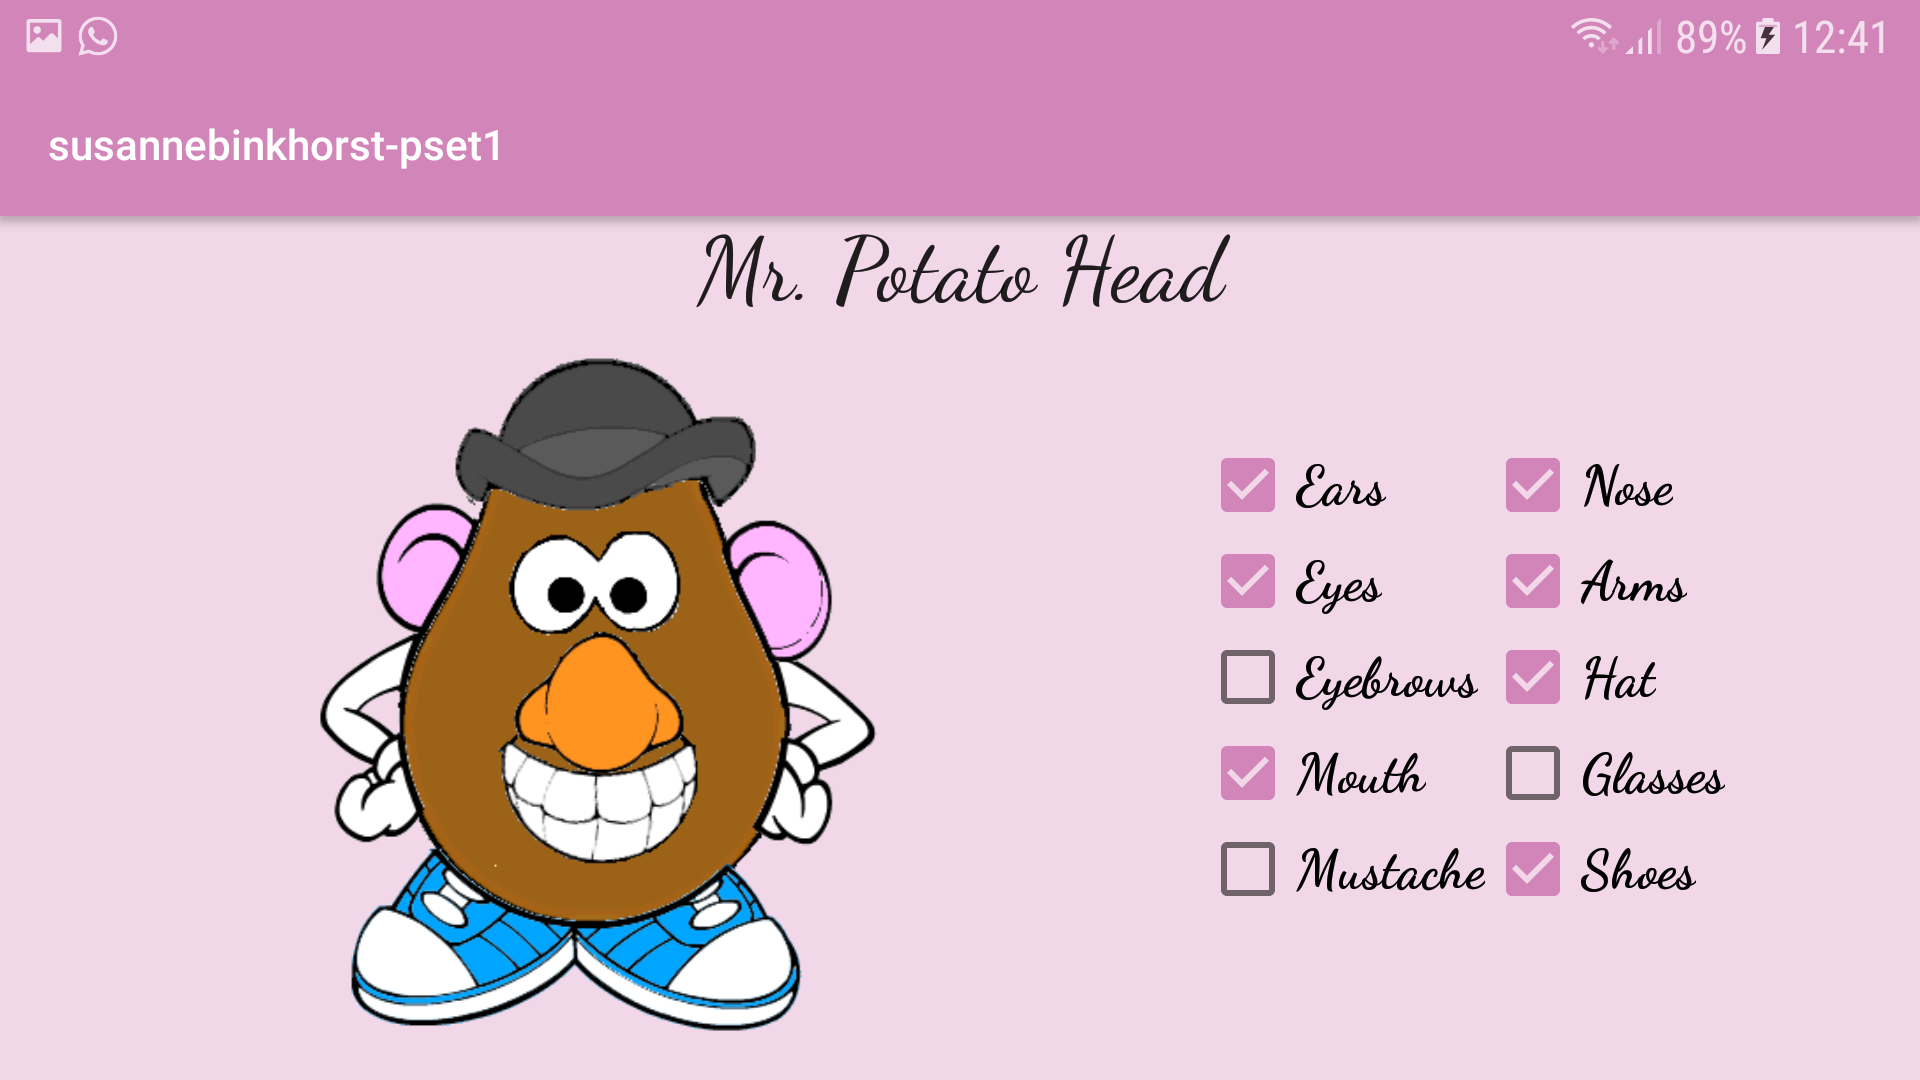 89% 12:41
susannebinkhorst-pset1
Mr. Potato Head
Ears Nose
Eyes Arms
Eyebrows Hat
Mouth Glasses
Mustache Shoes